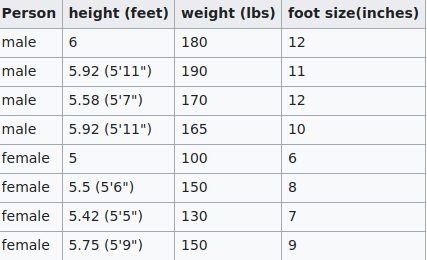 Person height (feet) weight (lbs) foot size(inches)
male 6 180 12
male 5.92 (5'11") 190 11
male 5.58 (5'7") 170 12
male 5.92 (5'11") 165 10
female 5 100 6
female 5.5 (5'6") 150 8
female 5.42 (5'5") 130 7
female 5.75 (5'9") 150 9